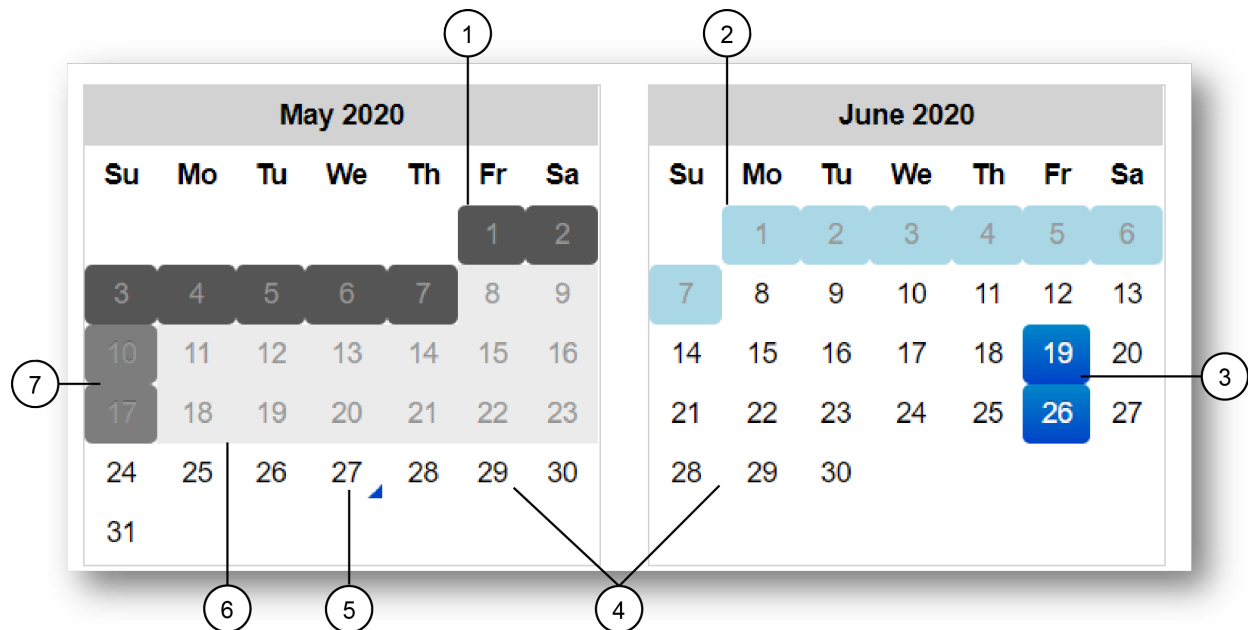 1 2
May 2020 June 2020
Su Mo Tu We Th Fr Sa Su Mo Tu We Th Fr Sa
1 2 1 2 3 4 5 6
3 4 5 6 7 8 9 7 8 9 10 11 12 13
10 11 12 13 14 15 16 14 15 16 17 18 19 20
7 3
17 18 19 20 21 22 23 21 22 23 24 25 26 27
24 25 26 27 28 29 30 28 29 30
31
6 5 4